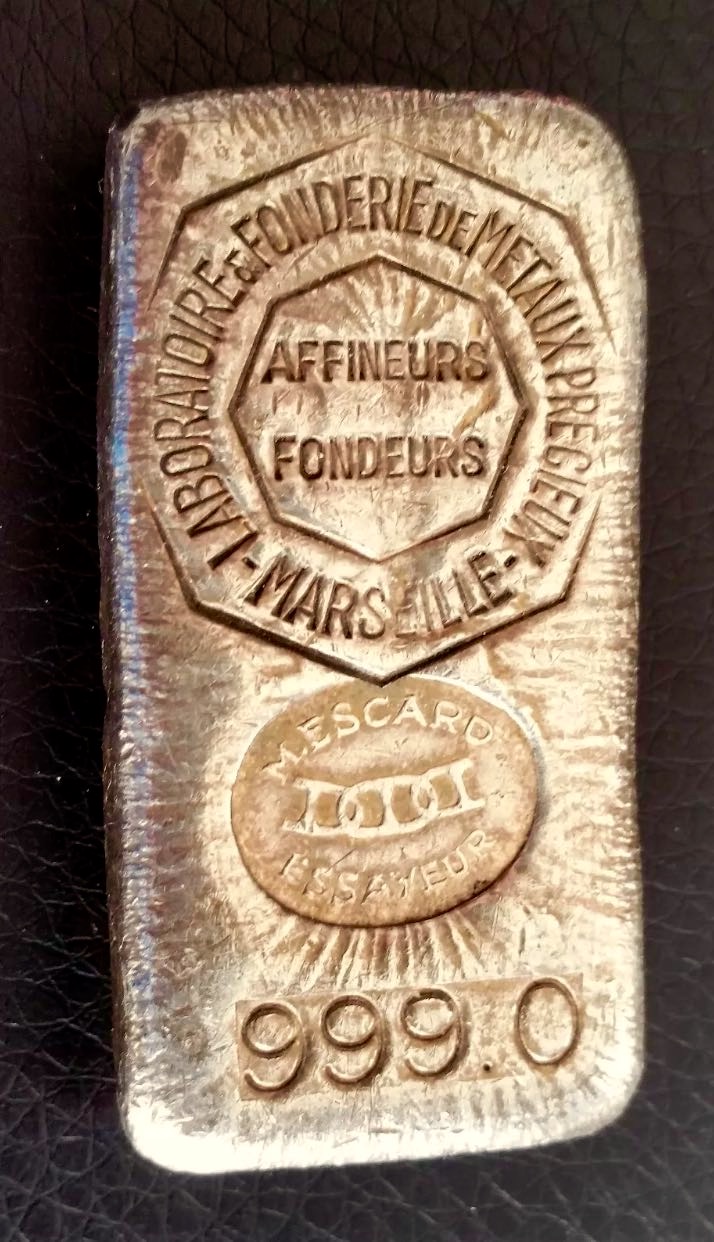 LABORATOIRE & FONDERIE DE METAUX PRECIEUX
AFFINEURS
FONDEURS
-MARSEILLE-
M.ESCARD
ESSAYEUR
999.0